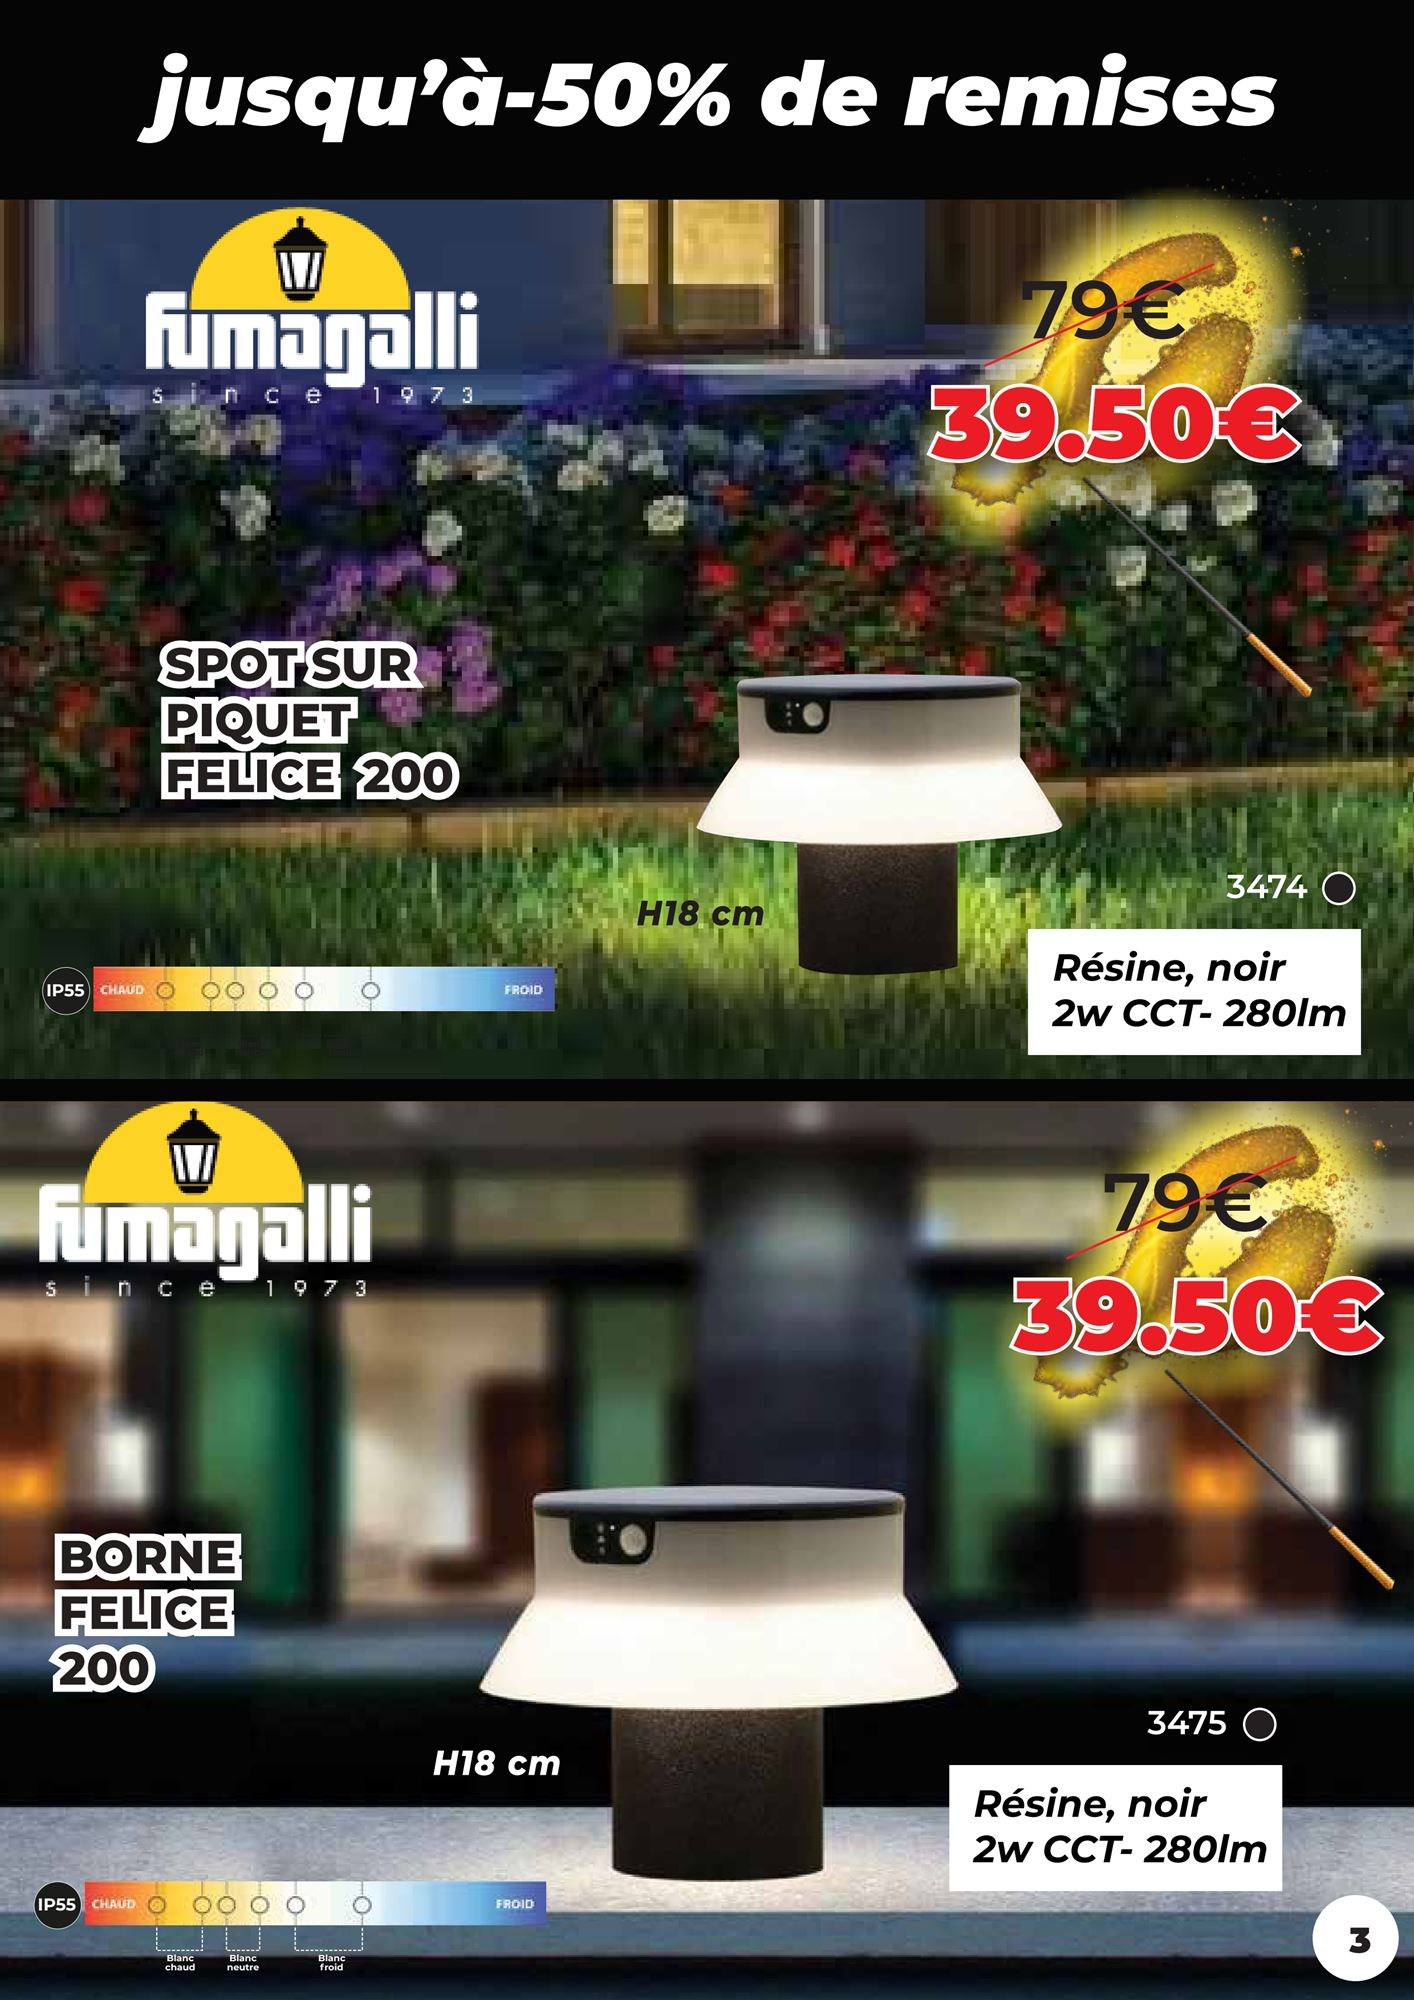 jusqu'à-50% de remises
fumagalli
since 1973
79€
39.50€
SPOT SUR
PIQUET
FELICE 200
H18 cm
3474
IP55 CHAUD FROID
Résine, noir
2w CCT- 280lm
fumagalli
since 1973
79€
39.50€
BORNE
FELICE
200
3475
H18 cm
Résine, noir
2w CCT- 280lm
IP55 CHAUD FROID
Blanc chaud
Blanc neutre
Blanc froid
3